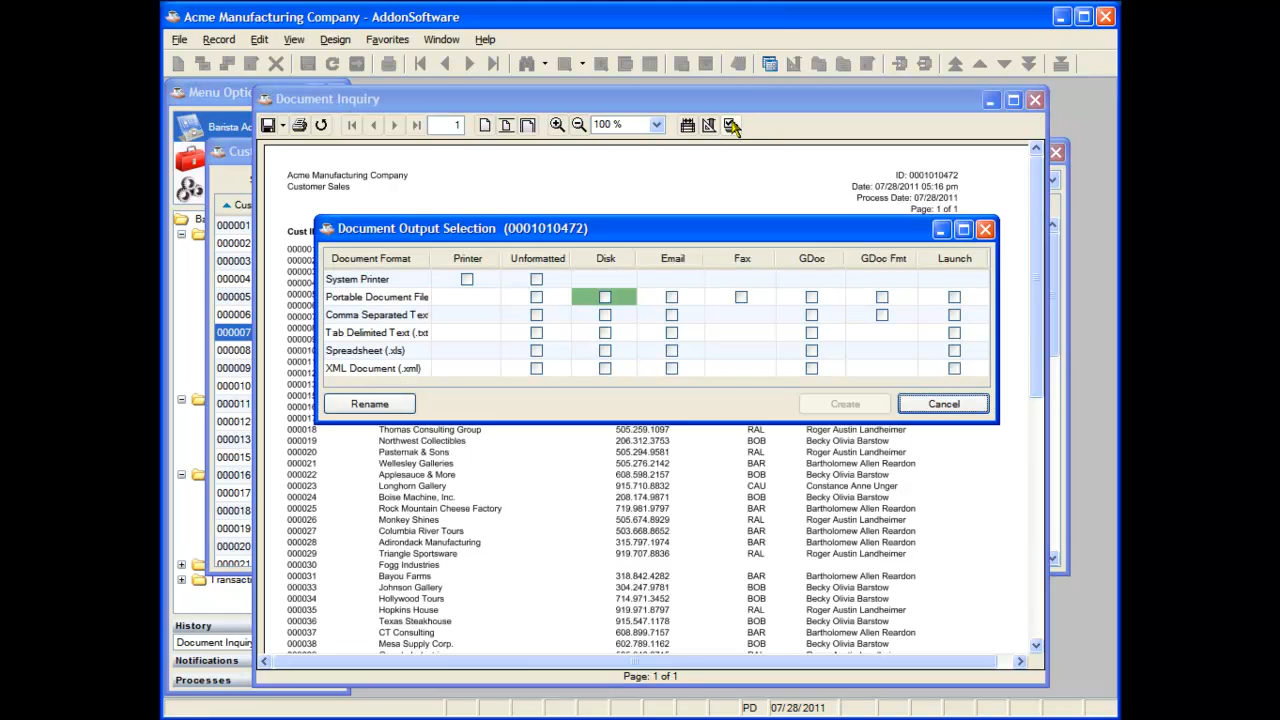 Acme Manufacturing Company - AddonSoftware
File Record Edit View Design Favorites Window Help
Menu
Document Inquiry
Barista
1
100 %
Acme Manufacturing Company
Customer Sales
ID: 0001010472
Date: 07/28/2011 05:16 pm
Process Date: 07/28/2011
Page: 1 of 1
Cust
Document Output Selection (0001010472)
Document Format Printer Unformatted Disk Email Fax GDoc GDoc Fmt Launch
System Printer
Portable Document File
Comma Separated Tex
Tab Delimited Text (.txt
Spreadsheet (.xls)
XML Document (.xml)
Rename Create Cancel
000001
000002
000003
000004
000005
000006
000007
000008
000009
000010
000011
000012
000013
000015
000016
000017
000018
000019
000020
000018 Thomas Consulting Group 505.259.1097 RAL Roger Austin Landheimer
000019 Northwest Collectibles 206.312.3753 BOB Becky Olivia Barstow
000020 Pasternak & Sons 505.294.9581 RAL Roger Austin Landheimer
000021 Wellesley Galleries 505.276.2142 BAR Bartholomew Allen Reardon
000022 Applesauce & More 608.598.2157 BOB Becky Olivia Barstow
000023 Longhorn Gallery 915.710.8832 CAU Constance Anne Unger
000024 Boise Machine, Inc. 208.174.9871 BOB Becky Olivia Barstow
000025 Rock Mountain Cheese Factory 719.981.9797 BAR Bartholomew Allen Reardon
000026 Monkey Shines 505.674.8929 RAL Roger Austin Landheimer
000027 Columbia River Tours 503.668.8652 BAR Bartholomew Allen Reardon
000028 Adirondack Manufacturing 315.797.1974 BAR Bartholomew Allen Reardon
000029 Triangle Sportsware 919.707.8836 RAL Roger Austin Landheimer
000030 Fogg Industries
000031 Bayou Farms 318.842.4282 BAR Bartholomew Allen Reardon
000033 Johnson Gallery 304.247.9781 BOB Becky Olivia Barstow
000034 Hollywood Tours 714.971.3452 BOB Becky Olivia Barstow
000035 Hopkins House 919.971.8797 RAL Roger Austin Landheimer
000036 Texas Steakhouse 915.547.1178 BOB Becky Olivia Barstow
000037 CT Consulting 608.899.7157 BAR Bartholomew Allen Reardon
000038 Mesa Supply Corp. 602.789.1162 BOB Becky Olivia Barstow
History
Document Inquiry
Notifications
Processes
Page: 1 of 1
PD 07/28/2011